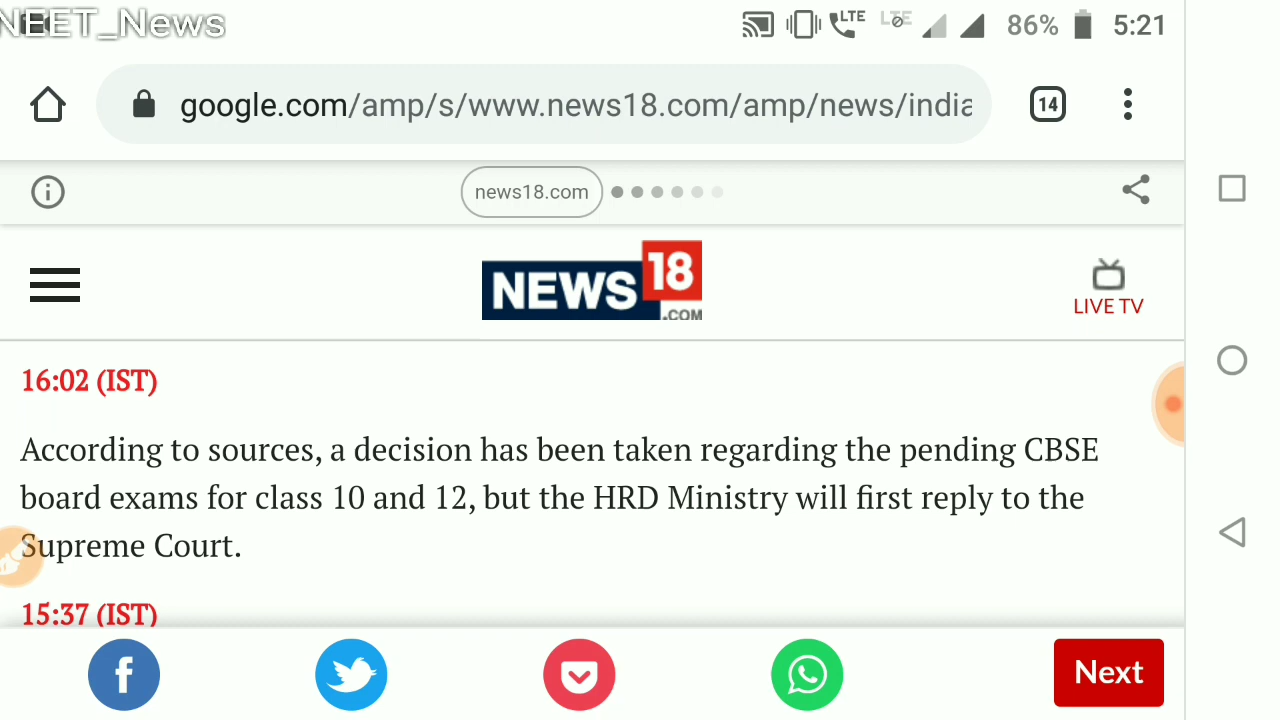 NEET_News
LTE LTE 86% 5:21
google.com/amp/s/www.news18.com/amp/news/india
14
news18.com
NEWS 18 .COM
LIVE TV
16:02 (IST)
According to sources, a decision has been taken regarding the pending CBSE
board exams for class 10 and 12, but the HRD Ministry will first reply to the
Supreme Court.
15:37 (IST)
Next